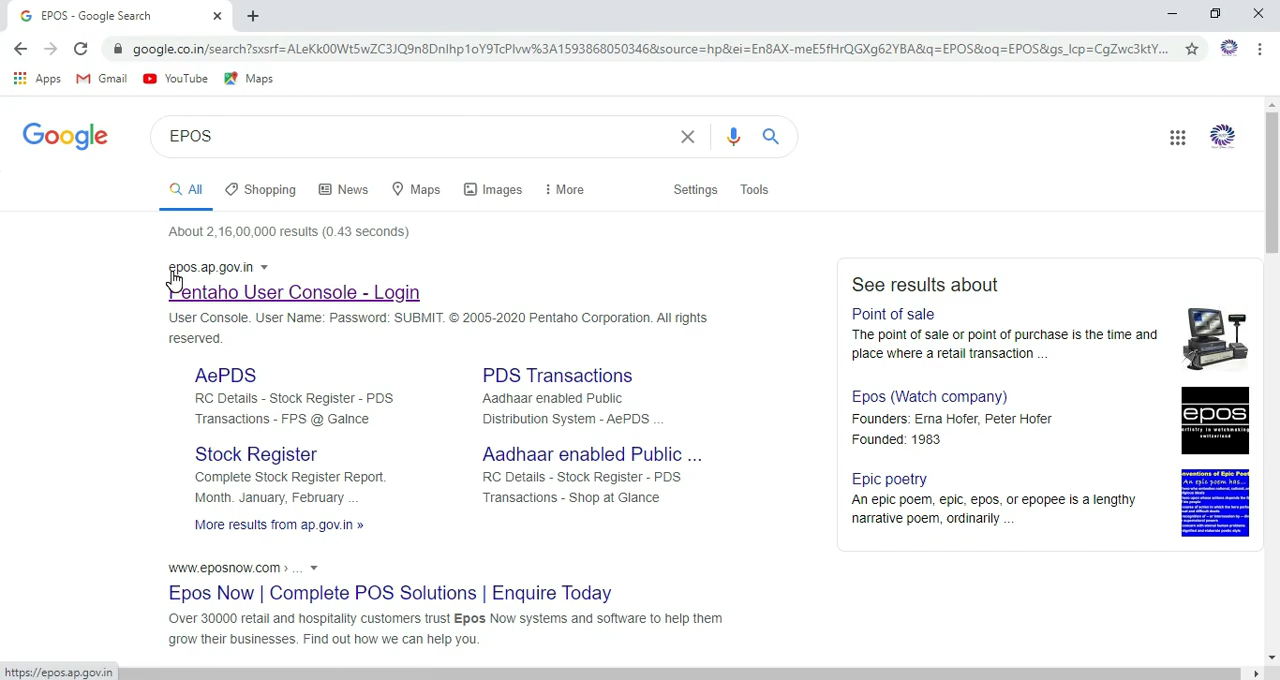 EPOS - Google Search
google.co.in/search?sxsrf=ALeKk00Wt5wZC3JQ9n8Dnlhp1oY9TcPlvw%3A1593868050346&source=hp&ei=En8AX-meE5fHrQGXg62YBA&q=EPOS&oq=EPOS&gs_lcp=CgZwc3ktY...
Apps Gmail YouTube Maps
Google
EPOS
All Shopping News Maps Images More Settings Tools
About 2,16,00,000 results (0.43 seconds)
epos.ap.gov.in
Pentaho User Console - Login
User Console. User Name: Password: SUBMIT. © 2005-2020 Pentaho Corporation. All rights
reserved.
AePDS
RC Details - Stock Register - PDS
Transactions - FPS @ Galnce
PDS Transactions
Aadhaar enabled Public
Distribution System - AePDS ...
Stock Register
Complete Stock Register Report.
Month. January, February ...
Aadhaar enabled Public ...
RC Details - Stock Register - PDS
Transactions - Shop at Glance
More results from ap.gov.in »
www.eposnow.com › ...
Epos Now | Complete POS Solutions | Enquire Today
Over 30000 retail and hospitality customers trust Epos Now systems and software to help them
grow their businesses. Find out how we can help you.
See results about
Point of sale
The point of sale or point of purchase is the time and
place where a retail transaction ...
Epos (Watch company)
Founders: Erna Hofer, Peter Hofer
Founded: 1983
epos
Epic poetry
An epic poem, epic, epos, or epopee is a lengthy
narrative poem, ordinarily ...
https://epos.ap.gov.in